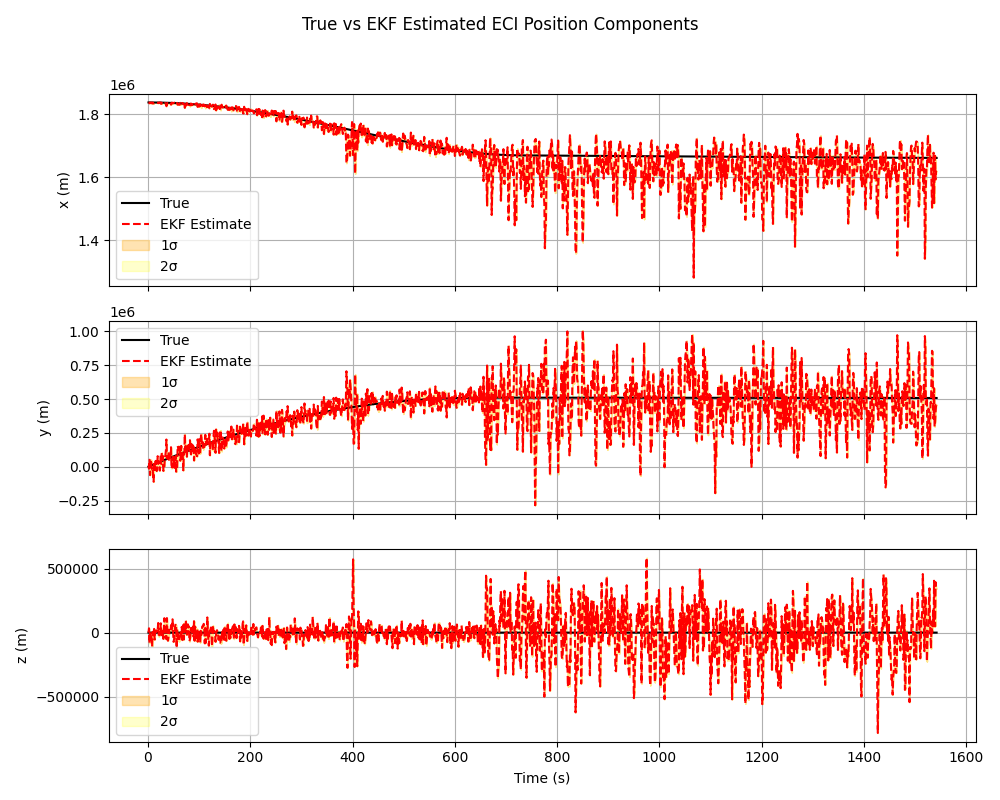 True vs EKF Estimated ECI Position Components
1e6
1.8
1.6
1.4
x (m)
True
EKF Estimate
1σ
2σ
1e6
1.00
0.75
0.50
0.25
0.00
−0.25
y (m)
True
EKF Estimate
1σ
2σ
500000
0
−500000
z (m)
True
EKF Estimate
1σ
2σ
0 200 400 600 800 1000 1200 1400 1600
Time (s)